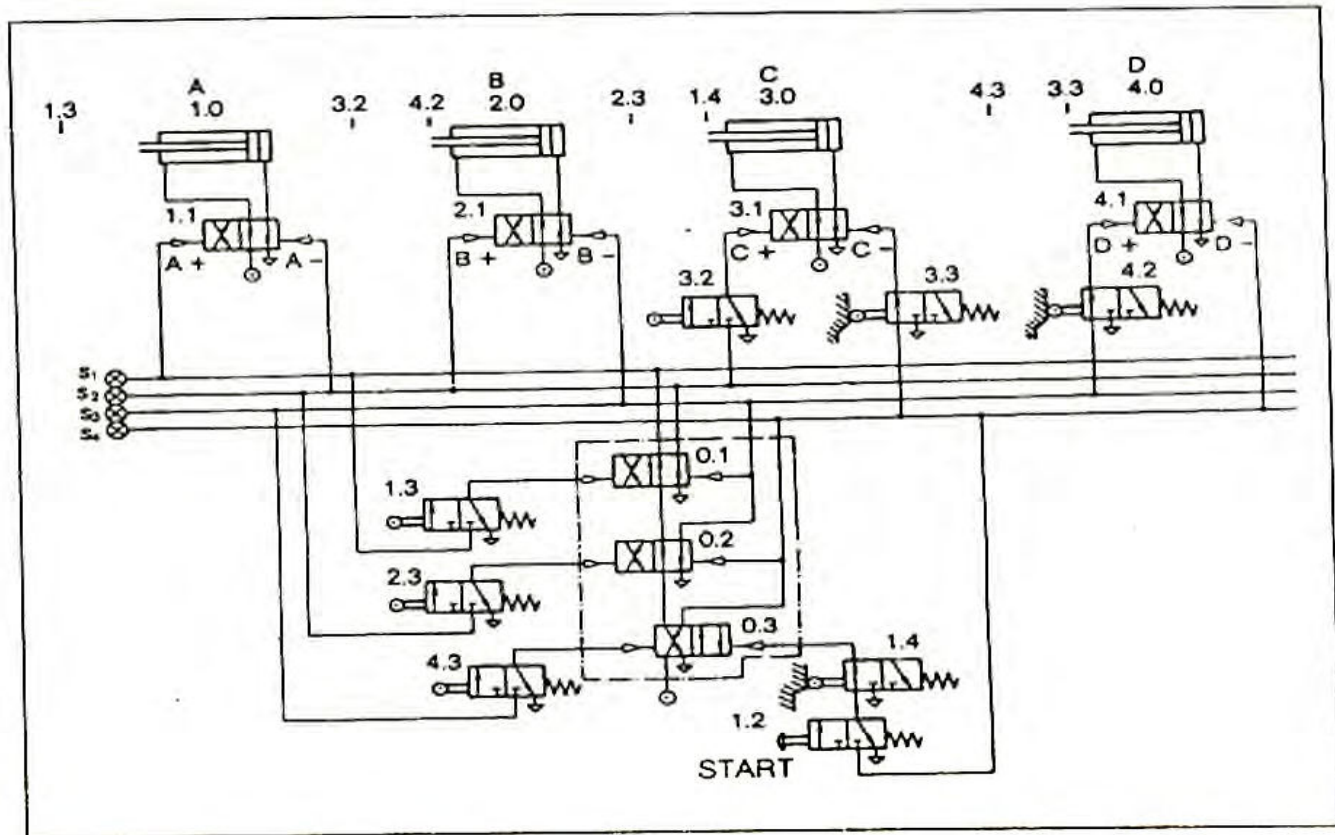 A B C D
1.3 1.0 3.2 4.2 2.0 2.3 1.4 3.0 4.3 3.3 4.0
1.1 2.1 3.1 4.1
A + A - B + B - C + C - D + D -
3.2 3.3 4.2
S1
S2
S3
S4
0.1
1.3
0.2
2.3
0.3
4.3 1.4
1.2
START